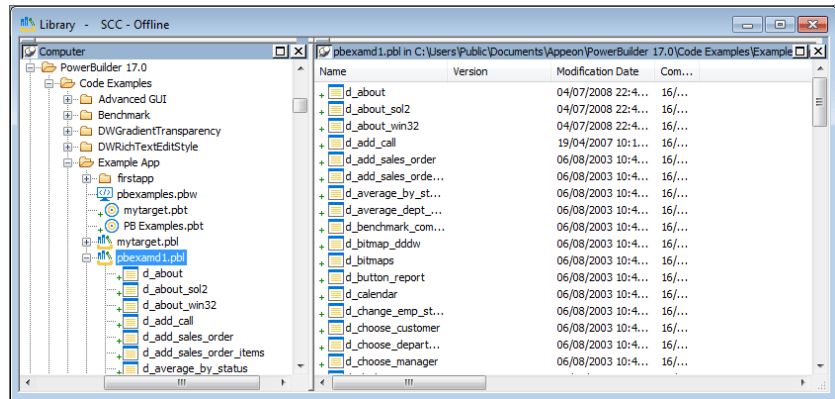 Library - SCC - Offline
Computer
PowerBuilder 17.0
Code Examples
Advanced GUI
Benchmark
DWGradientTransparency
DWRichTextEditStyle
Example App
firstapp
pbexamples.pbw
mytarget.pbt
PB Examples.pbt
mytarget.pbl
pbexamd1.pbl
d_about
d_about_sol2
d_about_win32
d_add_call
d_add_sales_order
d_add_sales_order_items
d_average_by_status
pbexamd1.pbl in C:\Users\Public\Documents\Appeon\PowerBuilder 17.0\Code Examples\Example
Name Version Modification Date Com...
d_about 04/07/2008 22:4... 16/...
d_about_sol2 04/07/2008 22:4... 16/...
d_about_win32 04/07/2008 22:4... 16/...
d_add_call 19/04/2007 10:1... 16/...
d_add_sales_order 06/08/2003 10:4... 16/...
d_add_sales_orde... 06/08/2003 10:4... 16/...
d_average_by_st... 06/08/2003 10:4... 16/...
d_average_dept_... 06/08/2003 10:4... 16/...
d_benchmark_com... 06/08/2003 10:4... 16/...
d_bitmap_dddw 06/08/2003 10:4... 16/...
d_bitmaps 06/08/2003 10:4... 16/...
d_button_report 06/08/2003 10:4... 16/...
d_calendar 06/08/2003 10:4... 16/...
d_change_emp_st... 06/08/2003 10:4... 16/...
d_choose_customer 06/08/2003 10:4... 16/...
d_choose_depart... 06/08/2003 10:4... 16/...
d_choose_manager 06/08/2003 10:4... 16/...